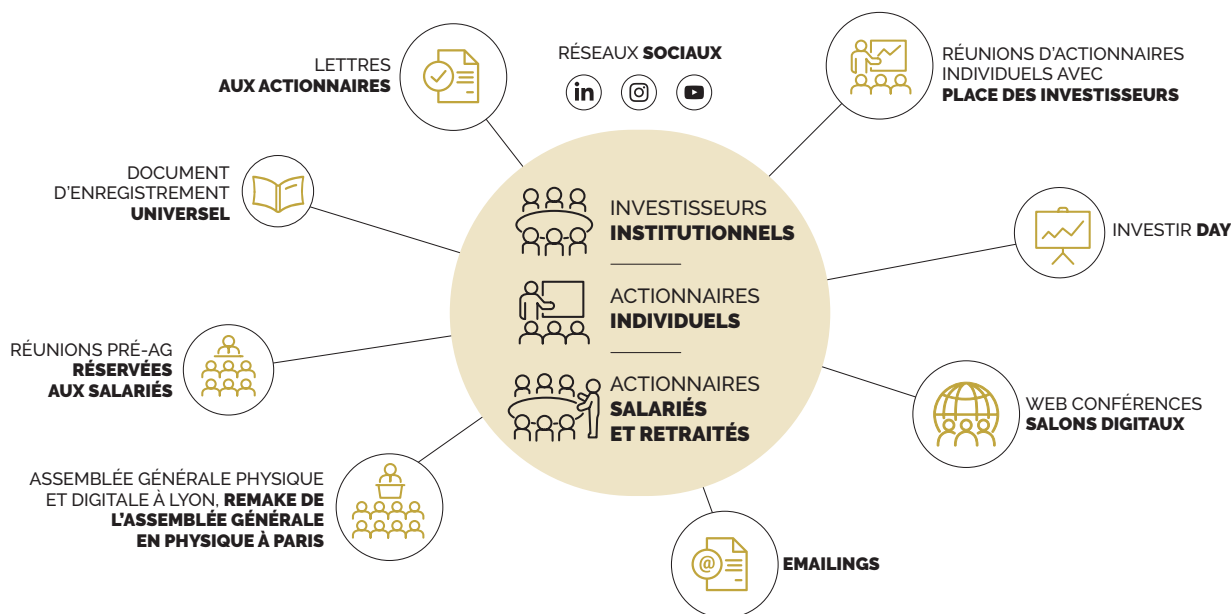 LETTRES
AUX ACTIONNAIRES
RÉSEAUX SOCIAUX
in
RÉUNIONS D'ACTIONNAIRES
INDIVIDUELS AVEC
PLACE DES INVESTISSEURS
DOCUMENT
D'ENREGISTREMENT
UNIVERSEL
INVESTISSEURS
INSTITUTIONNELS
ACTIONNAIRES
INDIVIDUELS
ACTIONNAIRES
SALARIÉS
ET RETRAITÉS
INVESTIR DAY
RÉUNIONS PRÉ-AG
RÉSERVÉES
AUX SALARIÉS
WEB CONFÉRENCES
SALONS DIGITAUX
ASSEMBLÉE GÉNÉRALE PHYSIQUE
ET DIGITALE À LYON, REMAKE DE
L'ASSEMBLÉE GÉNÉRALE
EN PHYSIQUE À PARIS
@
EMAILINGS